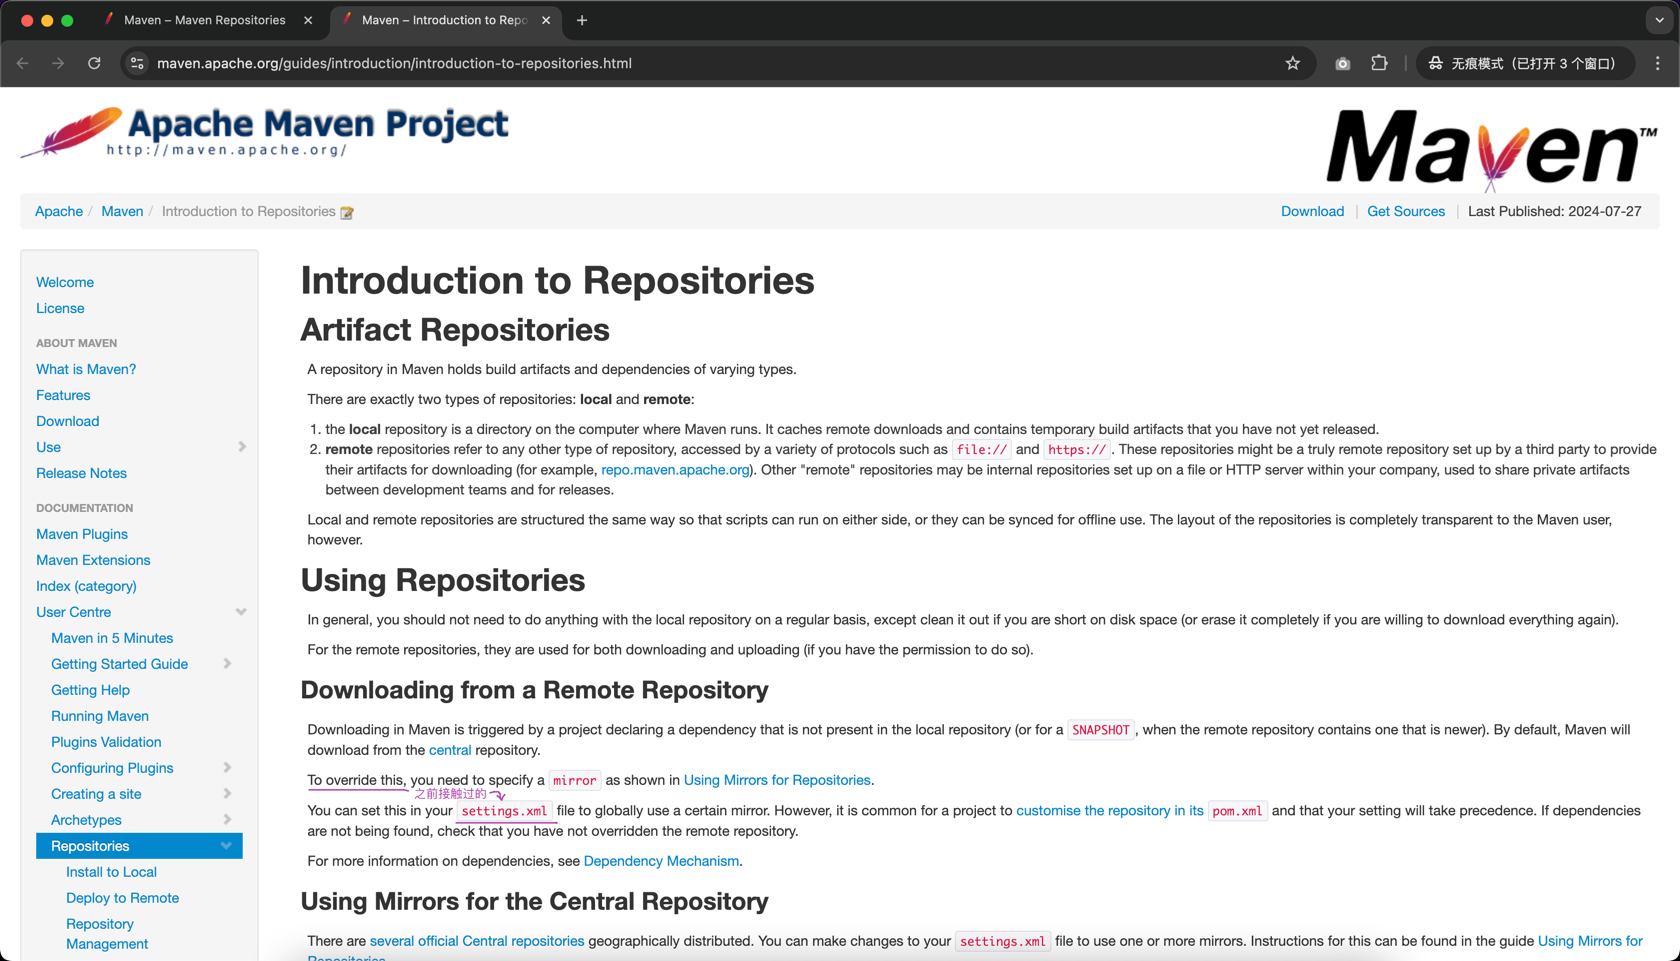 Maven – Maven Repositories
Maven – Introduction to Repo
maven.apache.org/guides/introduction/introduction-to-repositories.html
无痕模式（已打开 3 个窗口）
Apache Maven Project
http://maven.apache.org/
Maven™
Apache / Maven / Introduction to Repositories
Download | Get Sources | Last Published: 2024-07-27
Welcome
License
ABOUT MAVEN
What is Maven?
Features
Download
Use
Release Notes
DOCUMENTATION
Maven Plugins
Maven Extensions
Index (category)
User Centre
Maven in 5 Minutes
Getting Started Guide
Getting Help
Running Maven
Plugins Validation
Configuring Plugins
Creating a site
Archetypes
Repositories
Install to Local
Deploy to Remote
Repository
Management
Introduction to Repositories
Artifact Repositories
A repository in Maven holds build artifacts and dependencies of varying types.
There are exactly two types of repositories: local and remote:
1. the local repository is a directory on the computer where Maven runs. It caches remote downloads and contains temporary build artifacts that you have not yet released.
2. remote repositories refer to any other type of repository, accessed by a variety of protocols such as file:// and https://. These repositories might be a truly remote repository set up by a third party to provide
their artifacts for downloading (for example, repo.maven.apache.org). Other "remote" repositories may be internal repositories set up on a file or HTTP server within your company, used to share private artifacts
between development teams and for releases.
Local and remote repositories are structured the same way so that scripts can run on either side, or they can be synced for offline use. The layout of the repositories is completely transparent to the Maven user,
however.
Using Repositories
In general, you should not need to do anything with the local repository on a regular basis, except clean it out if you are short on disk space (or erase it completely if you are willing to download everything again).
For the remote repositories, they are used for both downloading and uploading (if you have the permission to do so).
Downloading from a Remote Repository
Downloading in Maven is triggered by a project declaring a dependency that is not present in the local repository (or for a SNAPSHOT, when the remote repository contains one that is newer). By default, Maven will
download from the central repository.
To override this, you need to specify a mirror as shown in Using Mirrors for Repositories.
之前接触过的
You can set this in your settings.xml file to globally use a certain mirror. However, it is common for a project to customise the repository in its pom.xml and that your setting will take precedence. If dependencies
are not being found, check that you have not overridden the remote repository.
For more information on dependencies, see Dependency Mechanism.
Using Mirrors for the Central Repository
There are several official Central repositories geographically distributed. You can make changes to your settings.xml file to use one or more mirrors. Instructions for this can be found in the guide Using Mirrors for
Repositories